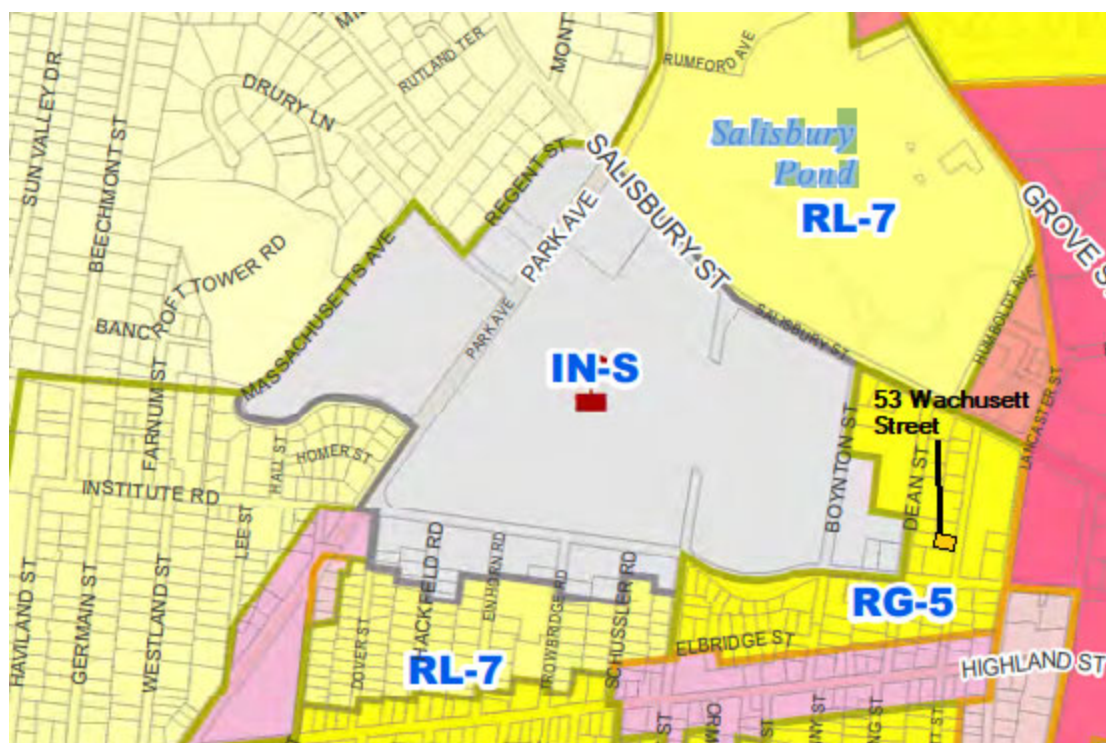 RUMFORD AVE
RUTLAND TER
DRURY LN
SUN VALLEY DR
BEECHMONT ST
Salisbury
Pond
RL-7
REGENT ST
SALISBURY ST
PARK AVE
GROVE
MASSACHUSETTS AVE
BANCROFT TOWER RD
PARK AVE
SALISBURY ST
HUMBOLDT AVE
IN-S
53 Wachusett
Street
FARNUM ST
LANCASTER ST
HALL ST
HOMER ST
BOYNTON ST
DEAN ST
INSTITUTE RD
LEE ST
HACKFELD RD
EINHORN RD
TROWBRIDGE RD
SCHUSSLER RD
HAVILAND ST
GERMAIN ST
WESTLAND ST
DOVER ST
RG-5
ELBRIDGE ST
RL-7
HIGHLAND ST